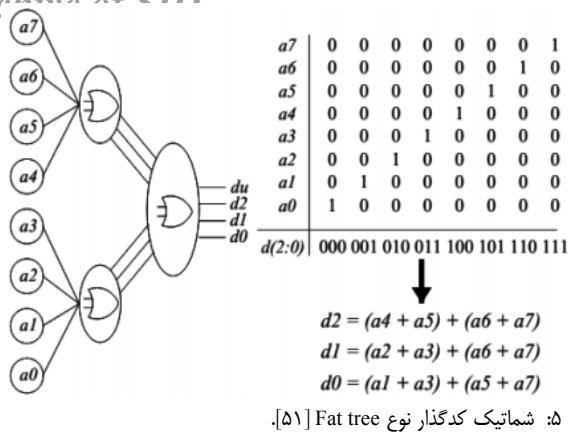 a7
a6
a5
a4
a3
a2
a1
a0
du
d2
d1
d0
a7 0 0 0 0 0 0 0 1
a6 0 0 0 0 0 0 1 0
a5 0 0 0 0 0 1 0 0
a4 0 0 0 0 1 0 0 0
a3 0 0 0 1 0 0 0 0
a2 0 0 1 0 0 0 0 0
a1 0 1 0 0 0 0 0 0
a0 1 0 0 0 0 0 0 0
d(2:0) 000 001 010 011 100 101 110 111
d2 = (a4 + a5) + (a6 + a7)
d1 = (a2 + a3) + (a6 + a7)
d0 = (a1 + a3) + (a5 + a7)
۵: شماتیک کدگذار نوع Fat tree [۵۱].